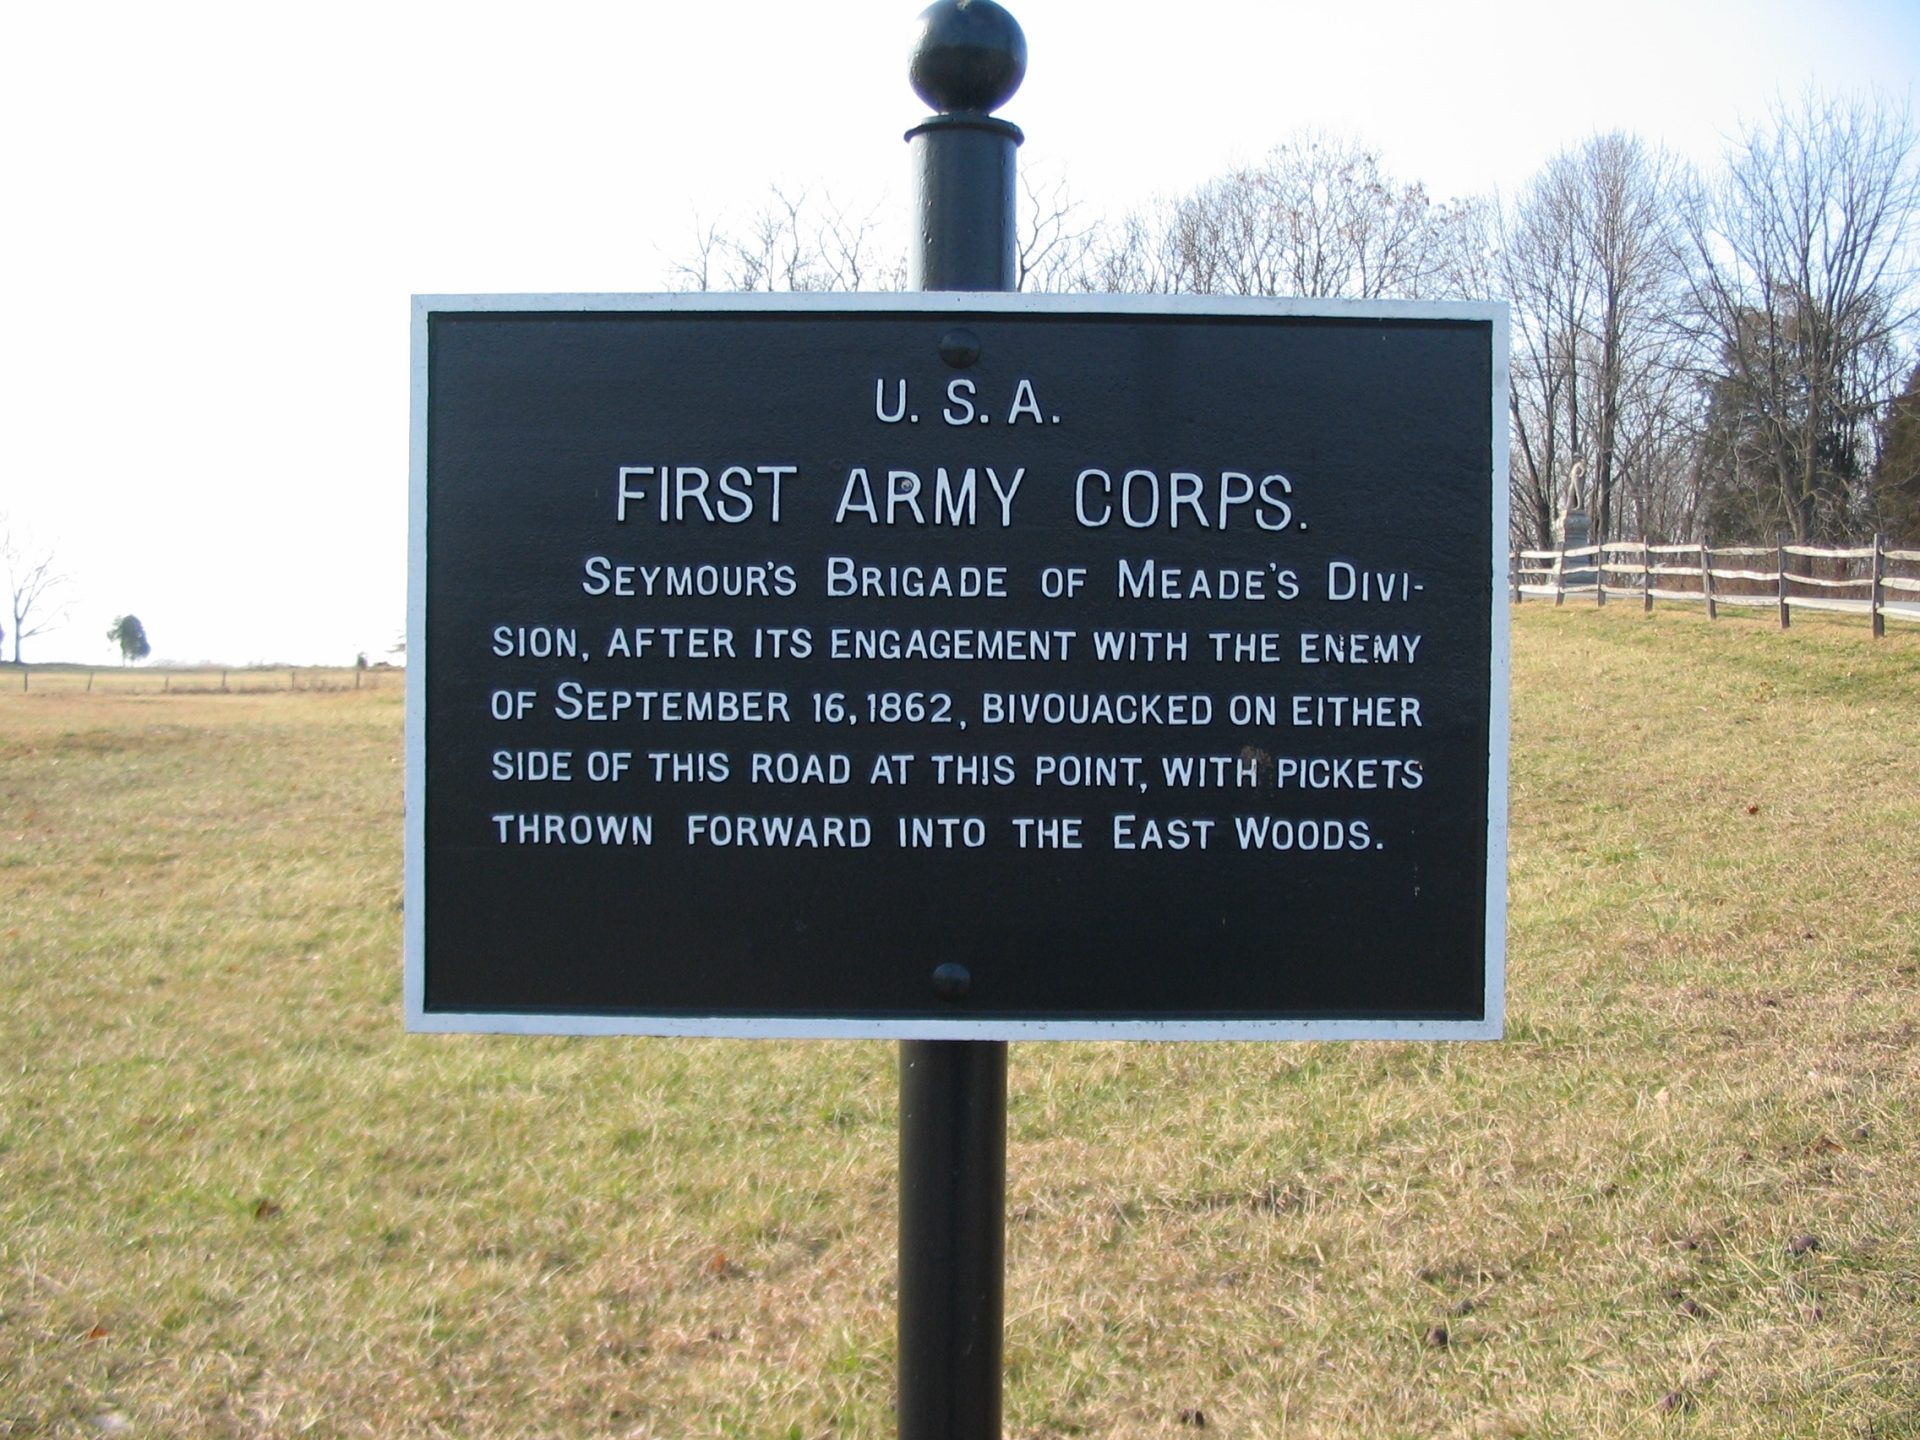 U. S. A.
FIRST ARMY CORPS.
SEYMOUR'S BRIGADE OF MEADE'S DIVI-
SION, AFTER ITS ENGAGEMENT WITH THE ENEMY
OF SEPTEMBER 16, 1862, BIVOUACKED ON EITHER
SIDE OF THIS ROAD AT THIS POINT, WITH PICKETS
THROWN FORWARD INTO THE EAST WOODS.